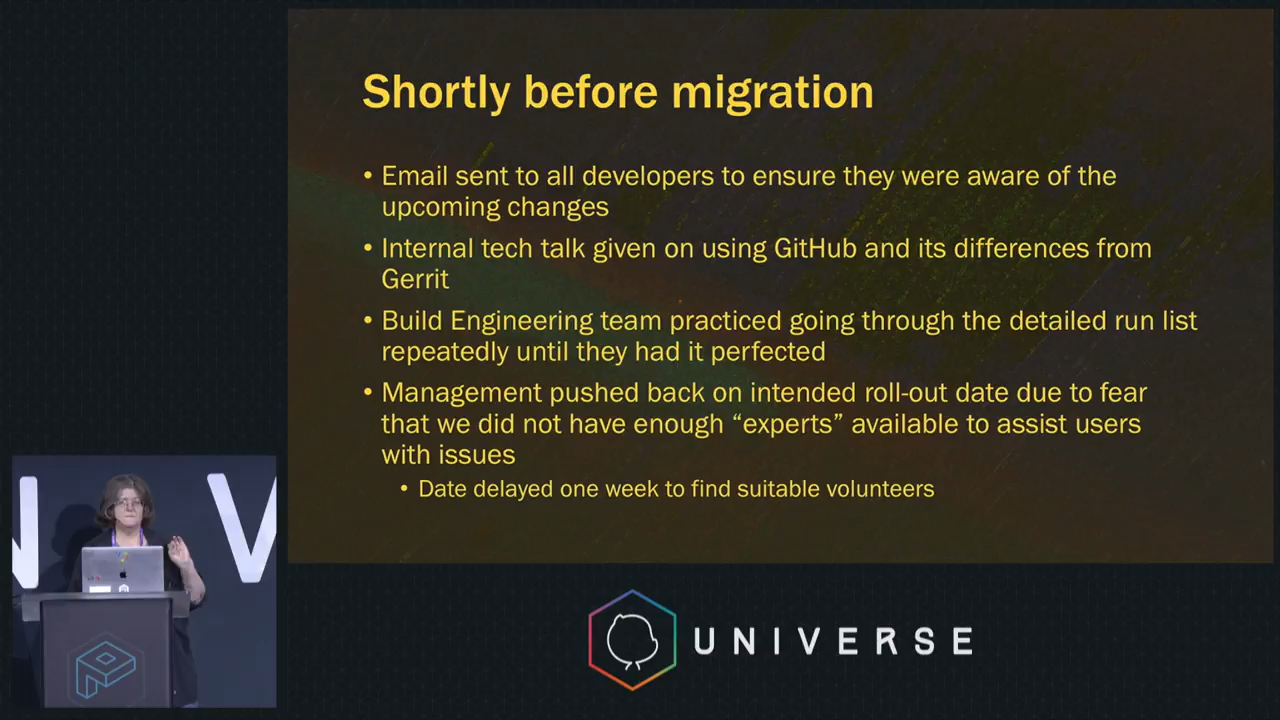 Shortly before migration
• Email sent to all developers to ensure they were aware of the
upcoming changes
• Internal tech talk given on using GitHub and its differences from
Gerrit
• Build Engineering team practiced going through the detailed run list
repeatedly until they had it perfected
• Management pushed back on intended roll-out date due to fear
that we did not have enough “experts” available to assist users
with issues
• Date delayed one week to find suitable volunteers
N V
UNIVERSE